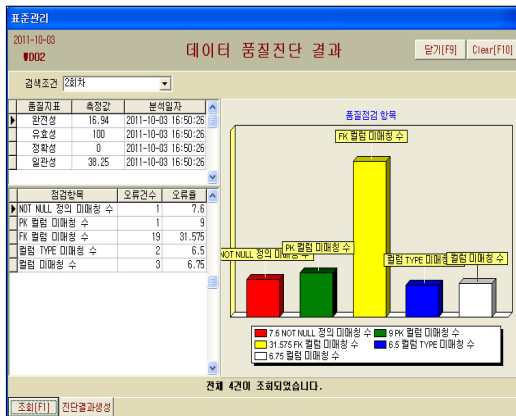 표준관리
2011-10-03
WD02
데이터 품질진단 결과
닫기[F9] Clear[F10]
검색조건 2회차
품질지표 측정값 분석일자
완전성 16.94 2011-10-03 16:50:26
유효성 100 2011-10-03 16:50:26
정확성 0 2011-10-03 16:50:26
일관성 38.25 2011-10-03 16:50:26
점검항목 오류건수 오류율
NOT NULL 정의 미매칭 수 1 7.6
PK 컬럼 미매칭 수 1 9
FK 컬럼 미매칭 수 19 31.575
컬럼 TYPE 미매칭 수 2 6.5
컬럼 미매칭 수 3 6.75
품질점검 항목
FK 컬럼 미매칭 수
NOT NULL 정의 미 PK 컬럼 미매칭 수
컬럼 TYPE 미매칭 컬럼 미매칭 수
7.6 NOT NULL 정의 미매칭 수 9 PK 컬럼 미매칭 수
31.575 FK 컬럼 미매칭 수 6.5 컬럼 TYPE 미매칭 수
6.75 컬럼 미매칭 수
전체 4건이 조회되었습니다.
조회[F1] 진단결과생성